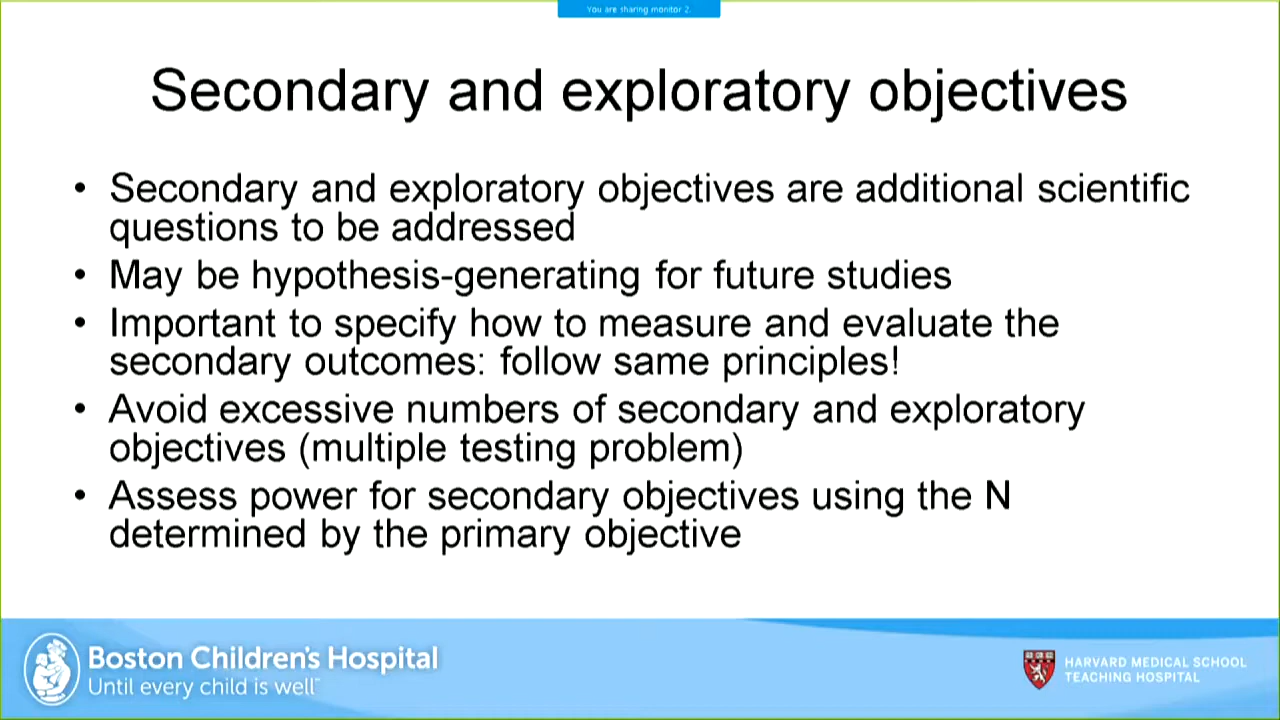 You are sharing monitor 2.
Secondary and exploratory objectives
• Secondary and exploratory objectives are additional scientific
questions to be addressed
• May be hypothesis-generating for future studies
• Important to specify how to measure and evaluate the
secondary outcomes: follow same principles!
• Avoid excessive numbers of secondary and exploratory
objectives (multiple testing problem)
• Assess power for secondary objectives using the N
determined by the primary objective
Boston Children's Hospital
Until every child is well™
HARVARD MEDICAL SCHOOL
TEACHING HOSPITAL